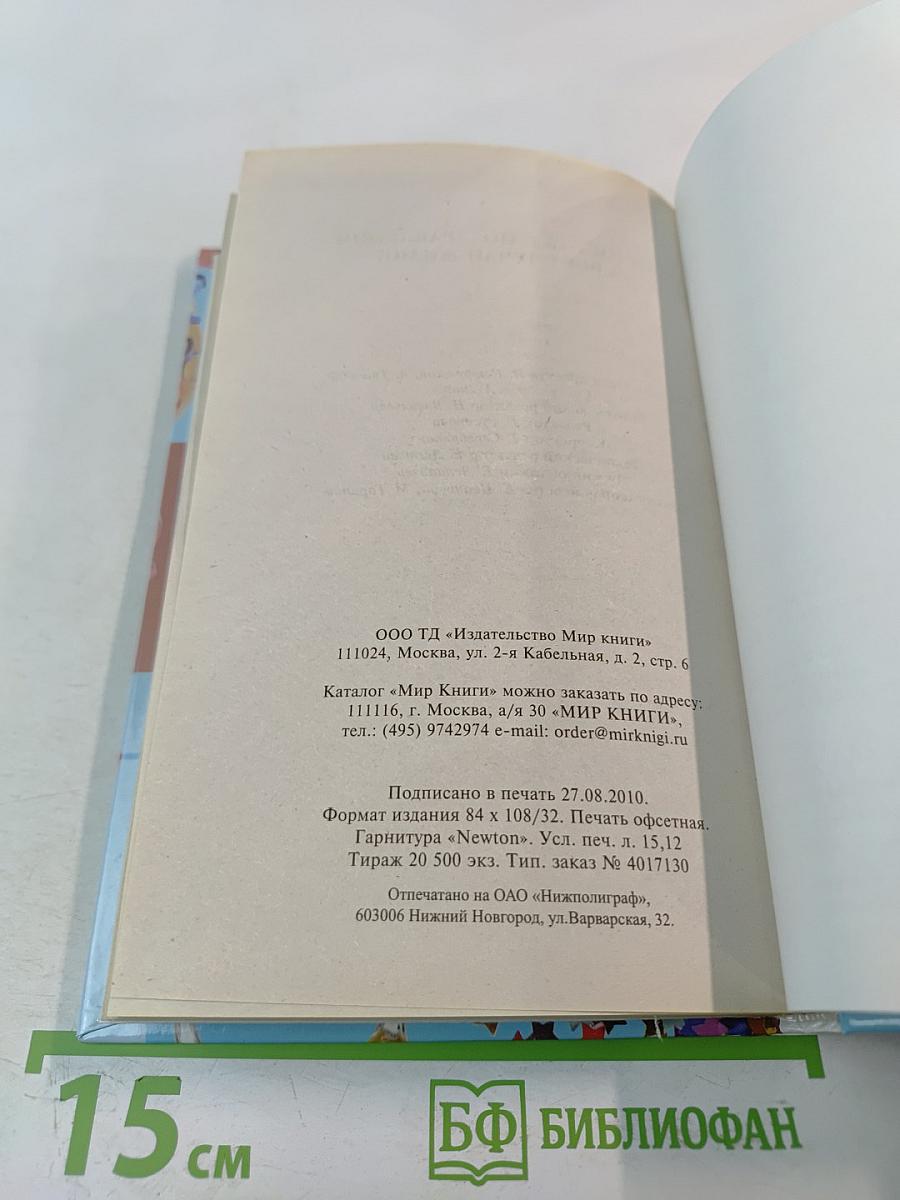 ООО ТД «Издательство Мир книги»
111024, Москва, ул. 2-я Кабельная, д. 2, стр. 6
Каталог «Мир Книги» можно заказать по адресу:
111116, г. Москва, а/я 30 «МИР КНИГИ»,
тел.: (495) 9742974 e-mail: order@mirknigi.ru
Подписано в печать 27.08.2010.
Формат издания 84 х 108/32. Печать офсетная.
Гарнитура «Newton». Усл. печ. л. 15,12
Тираж 20 500 экз. Тип. заказ № 4017130
Отпечатано на ОАО «Нижполиграф»,
603006 Нижний Новгород, ул.Варварская, 32.
15 см
БФ БИБЛИОФАН